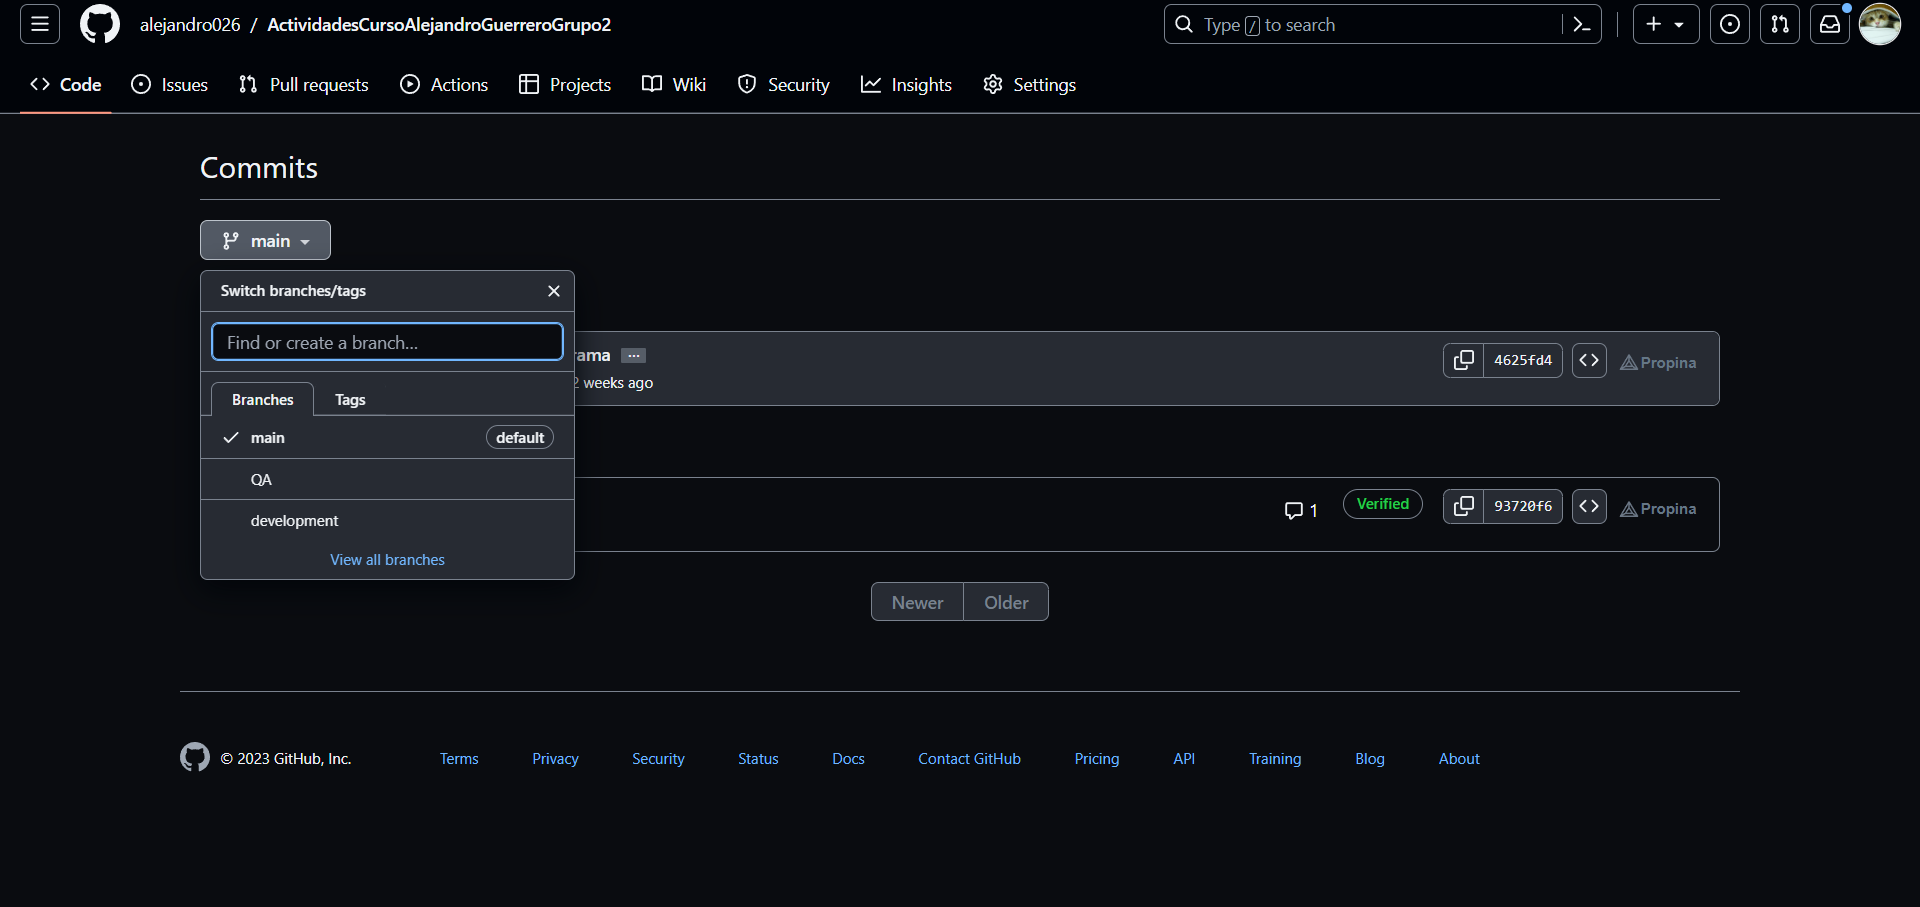 alejandro026 / ActividadesCursoAlejandroGuerreroGrupo2
Type / to search
Code Issues Pull requests Actions Projects Wiki Security Insights Settings
Commits
main
Switch branches/tags
Find or create a branch...
Branches Tags
main default
QA
development
View all branches
rama ...
2 weeks ago
4625fd4 Propina
1 Verified 93720f6 Propina
Newer Older
© 2023 GitHub, Inc. Terms Privacy Security Status Docs Contact GitHub Pricing API Training Blog About